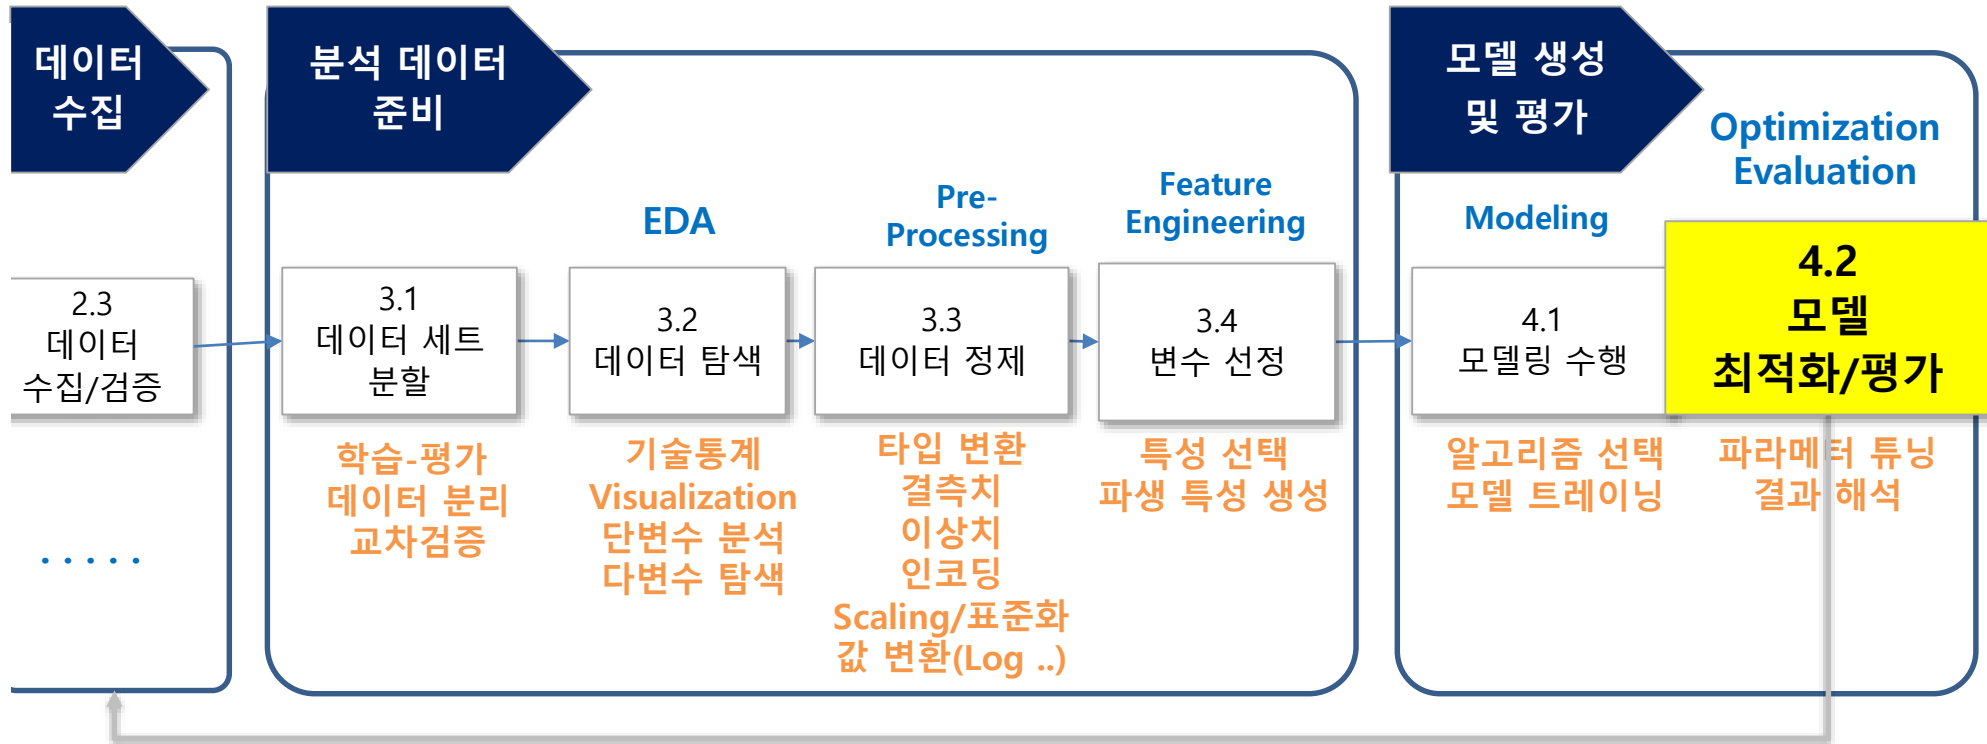 데이터
수집
2.3
데이터
수집/검증
.....
분석 데이터
준비
3.1
데이터 세트
분할
학습-평가
데이터 분리
교차검증
EDA
3.2
데이터 탐색
기술통계
Visualization
단변수 분석
다변수 탐색
Pre-
Processing
3.3
데이터 정제
타입 변환
결측치
이상치
인코딩
Scaling/표준화
값 변환(Log ..)
Feature
Engineering
3.4
변수 선정
특성 선택
파생 특성 생성
모델 생성
및 평가
Modeling
4.1
모델링 수행
알고리즘 선택
모델 트레이닝
Optimization
Evaluation
4.2
모델
최적화/평가
파라메터 튜닝
결과 해석